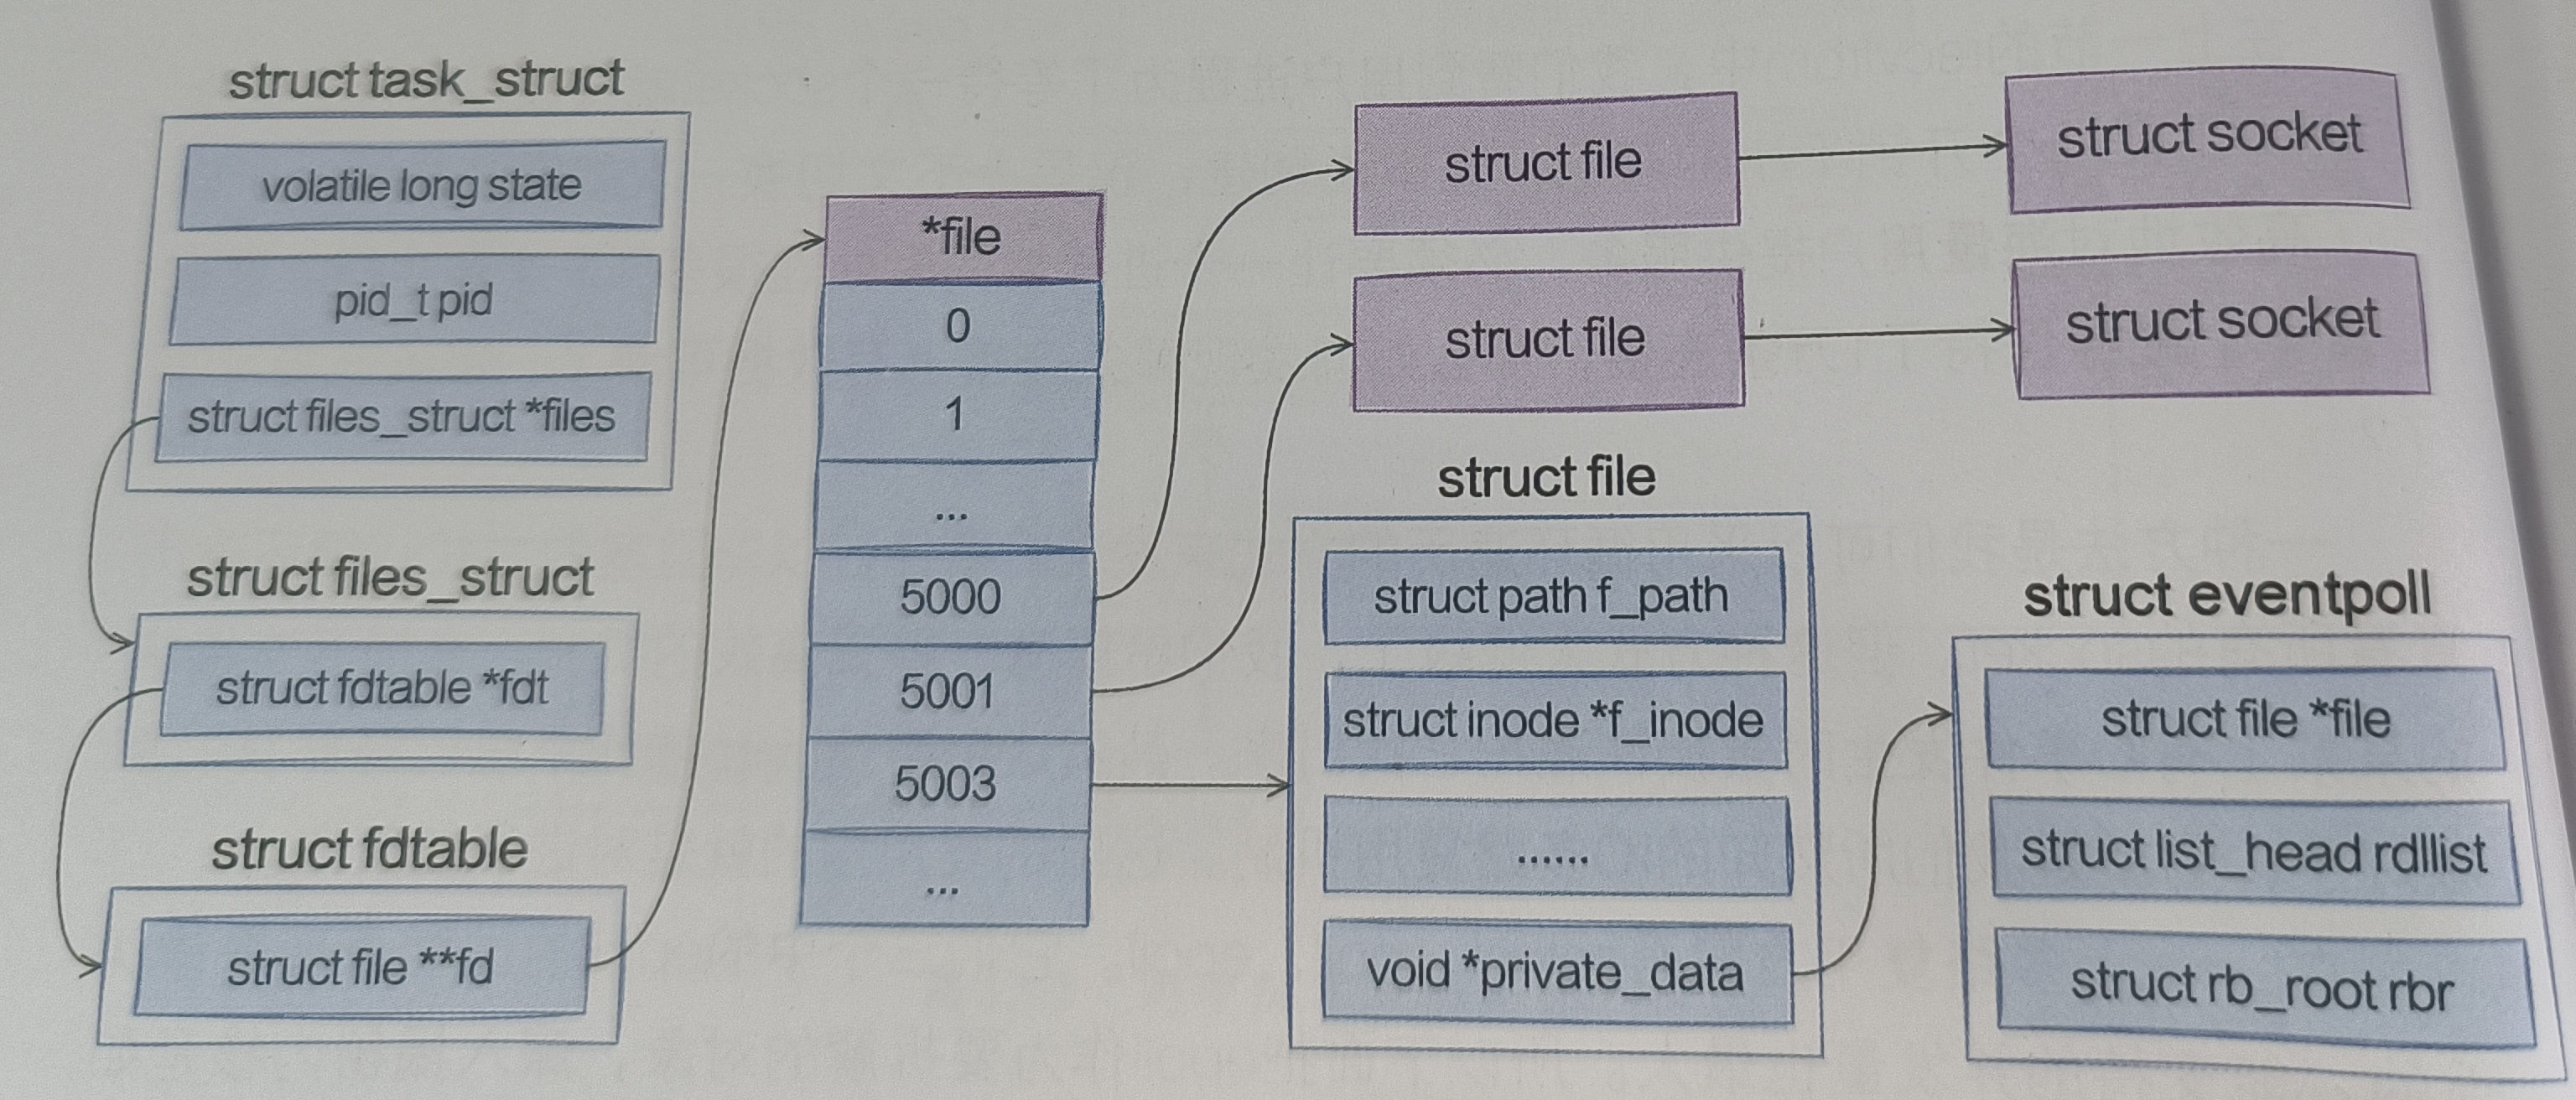 struct task_struct
volatile long state
pid_t pid
struct files_struct *files
struct files_struct
struct fdtable *fdt
struct fdtable
struct file **fd
*file
0
1
...
5000
5001
5003
...
struct file
struct socket
struct file
struct socket
struct file
struct path f_path
struct inode *f_inode
......
void *private_data
struct eventpoll
struct file *file
struct list_head rdllist
struct rb_root rbr